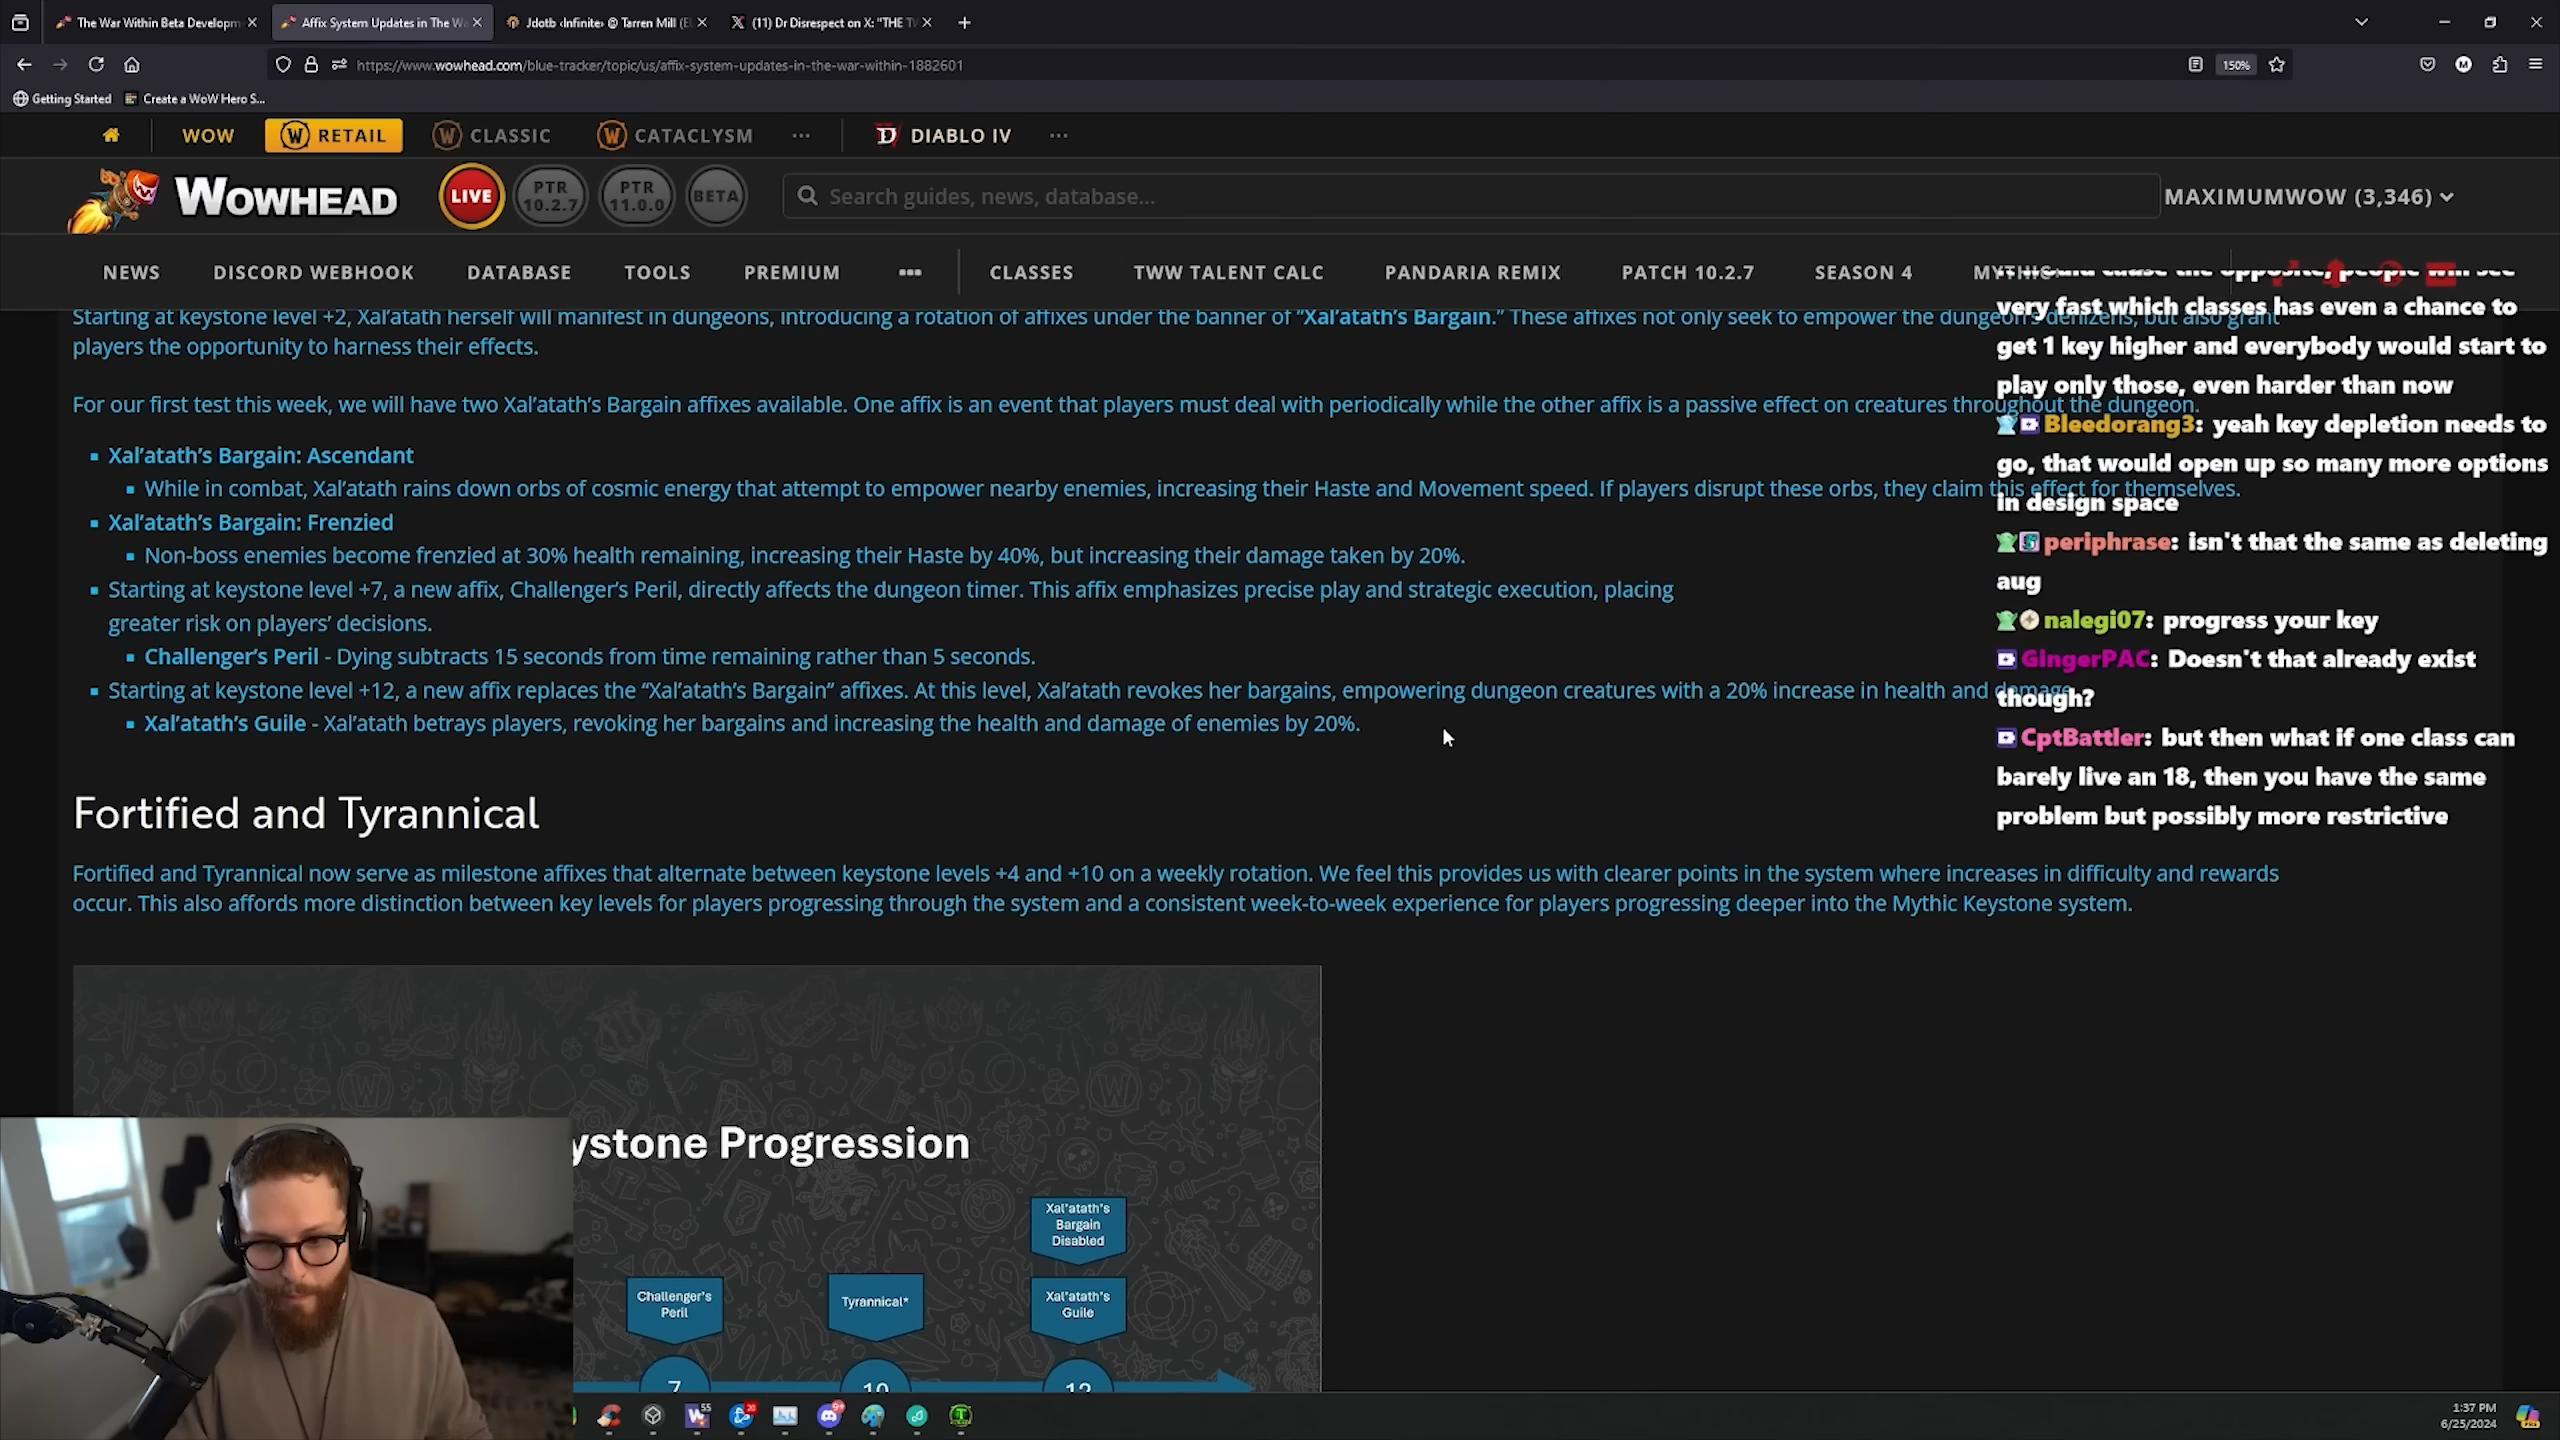 The War Within Beta Developm
Affix System Updates in The Wa
Jdotb ‹Infinite› @ Tarren Mill (E
(11) Dr Disrespect on X: "THE TV
https://www.wowhead.com/blue-tracker/topic/us/affix-system-updates-in-the-war-within-1882601
150%
Getting Started
Create a WoW Hero S...
WOW
RETAIL
CLASSIC
CATACLYSM
DIABLO IV
WOWHEAD
LIVE
PTR 10.2.7
PTR 11.0.0
BETA
Search guides, news, database...
MAXIMUMWOW (3,346)
NEWS
DISCORD WEBHOOK
DATABASE
TOOLS
PREMIUM
CLASSES
TWW TALENT CALC
PANDARIA REMIX
PATCH 10.2.7
SEASON 4
MYTHIC+
Starting at keystone level +2, Xal'atath herself will manifest in dungeons, introducing a rotation of affixes under the banner of "Xal'atath's Bargain." These affixes not only seek to empower the dungeon's denizens, but also grant
players the opportunity to harness their effects.
For our first test this week, we will have two Xal'atath's Bargain affixes available. One affix is an event that players must deal with periodically while the other affix is a passive effect on creatures throughout the dungeon.
Xal'atath's Bargain: Ascendant
While in combat, Xal'atath rains down orbs of cosmic energy that attempt to empower nearby enemies, increasing their Haste and Movement speed. If players disrupt these orbs, they claim this effect for themselves.
Xal'atath's Bargain: Frenzied
Non-boss enemies become frenzied at 30% health remaining, increasing their Haste by 40%, but increasing their damage taken by 20%.
Starting at keystone level +7, a new affix, Challenger's Peril, directly affects the dungeon timer. This affix emphasizes precise play and strategic execution, placing
greater risk on players' decisions.
Challenger's Peril - Dying subtracts 15 seconds from time remaining rather than 5 seconds.
Starting at keystone level +12, a new affix replaces the "Xal'atath's Bargain" affixes. At this level, Xal'atath revokes her bargains, empowering dungeon creatures with a 20% increase in health and damage.
Xal'atath's Guile - Xal'atath betrays players, revoking her bargains and increasing the health and damage of enemies by 20%.
Fortified and Tyrannical
Fortified and Tyrannical now serve as milestone affixes that alternate between keystone levels +4 and +10 on a weekly rotation. We feel this provides us with clearer points in the system where increases in difficulty and rewards
occur. This also affords more distinction between key levels for players progressing through the system and a consistent week-to-week experience for players progressing deeper into the Mythic Keystone system.
cause the opposite, people will see
very fast which classes has even a chance to
get 1 key higher and everybody would start to
play only those, even harder than now
Bleedorang3: yeah key depletion needs to
go, that would open up so many more options
in design space
periphrase: isn't that the same as deleting
aug
nalegi07: progress your key
GingerPAC: Doesn't that already exist
though?
CptBattler: but then what if one class can
barely live an 18, then you have the same
problem but possibly more restrictive
ystone Progression
Xal'atath's
Bargain
Disabled
Challenger's
Peril
Tyrannical*
Xal'atath's
Guile
7
10
12
55
20
9+
1:37 PM
6/25/2024